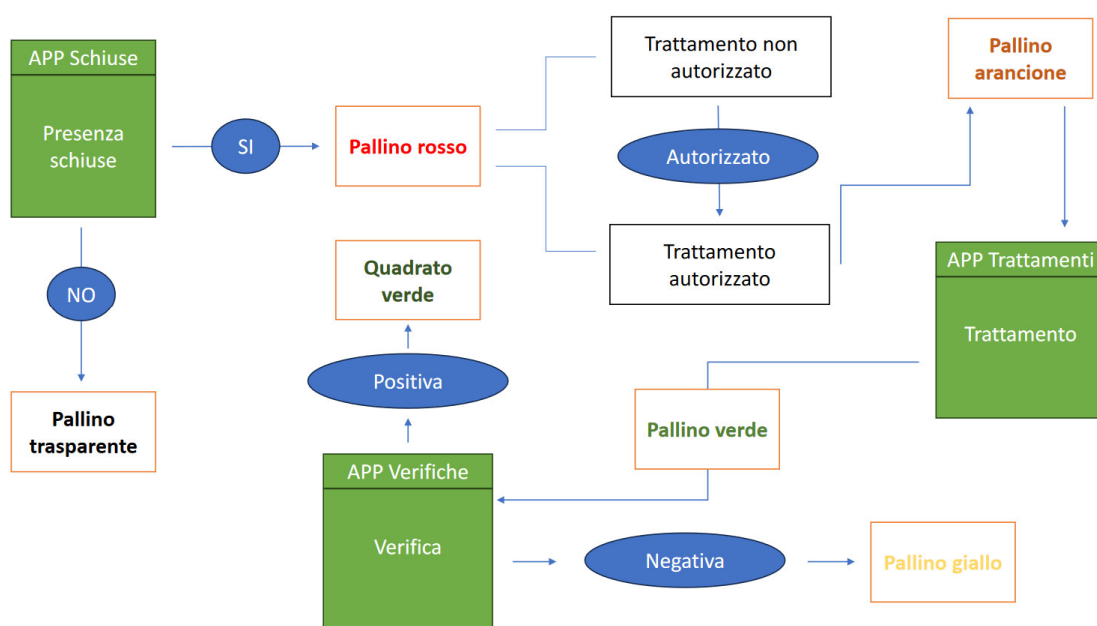 APP Schiuse
Presenza
schiuse
SI
Pallino rosso
Trattamento non
autorizzato
Autorizzato
Trattamento
autorizzato
Pallino
arancione
APP Trattamenti
Trattamento
NO
Pallino
trasparente
Quadrato
verde
Positiva
Pallino verde
APP Verifiche
Verifica
Negativa
Pallino giallo